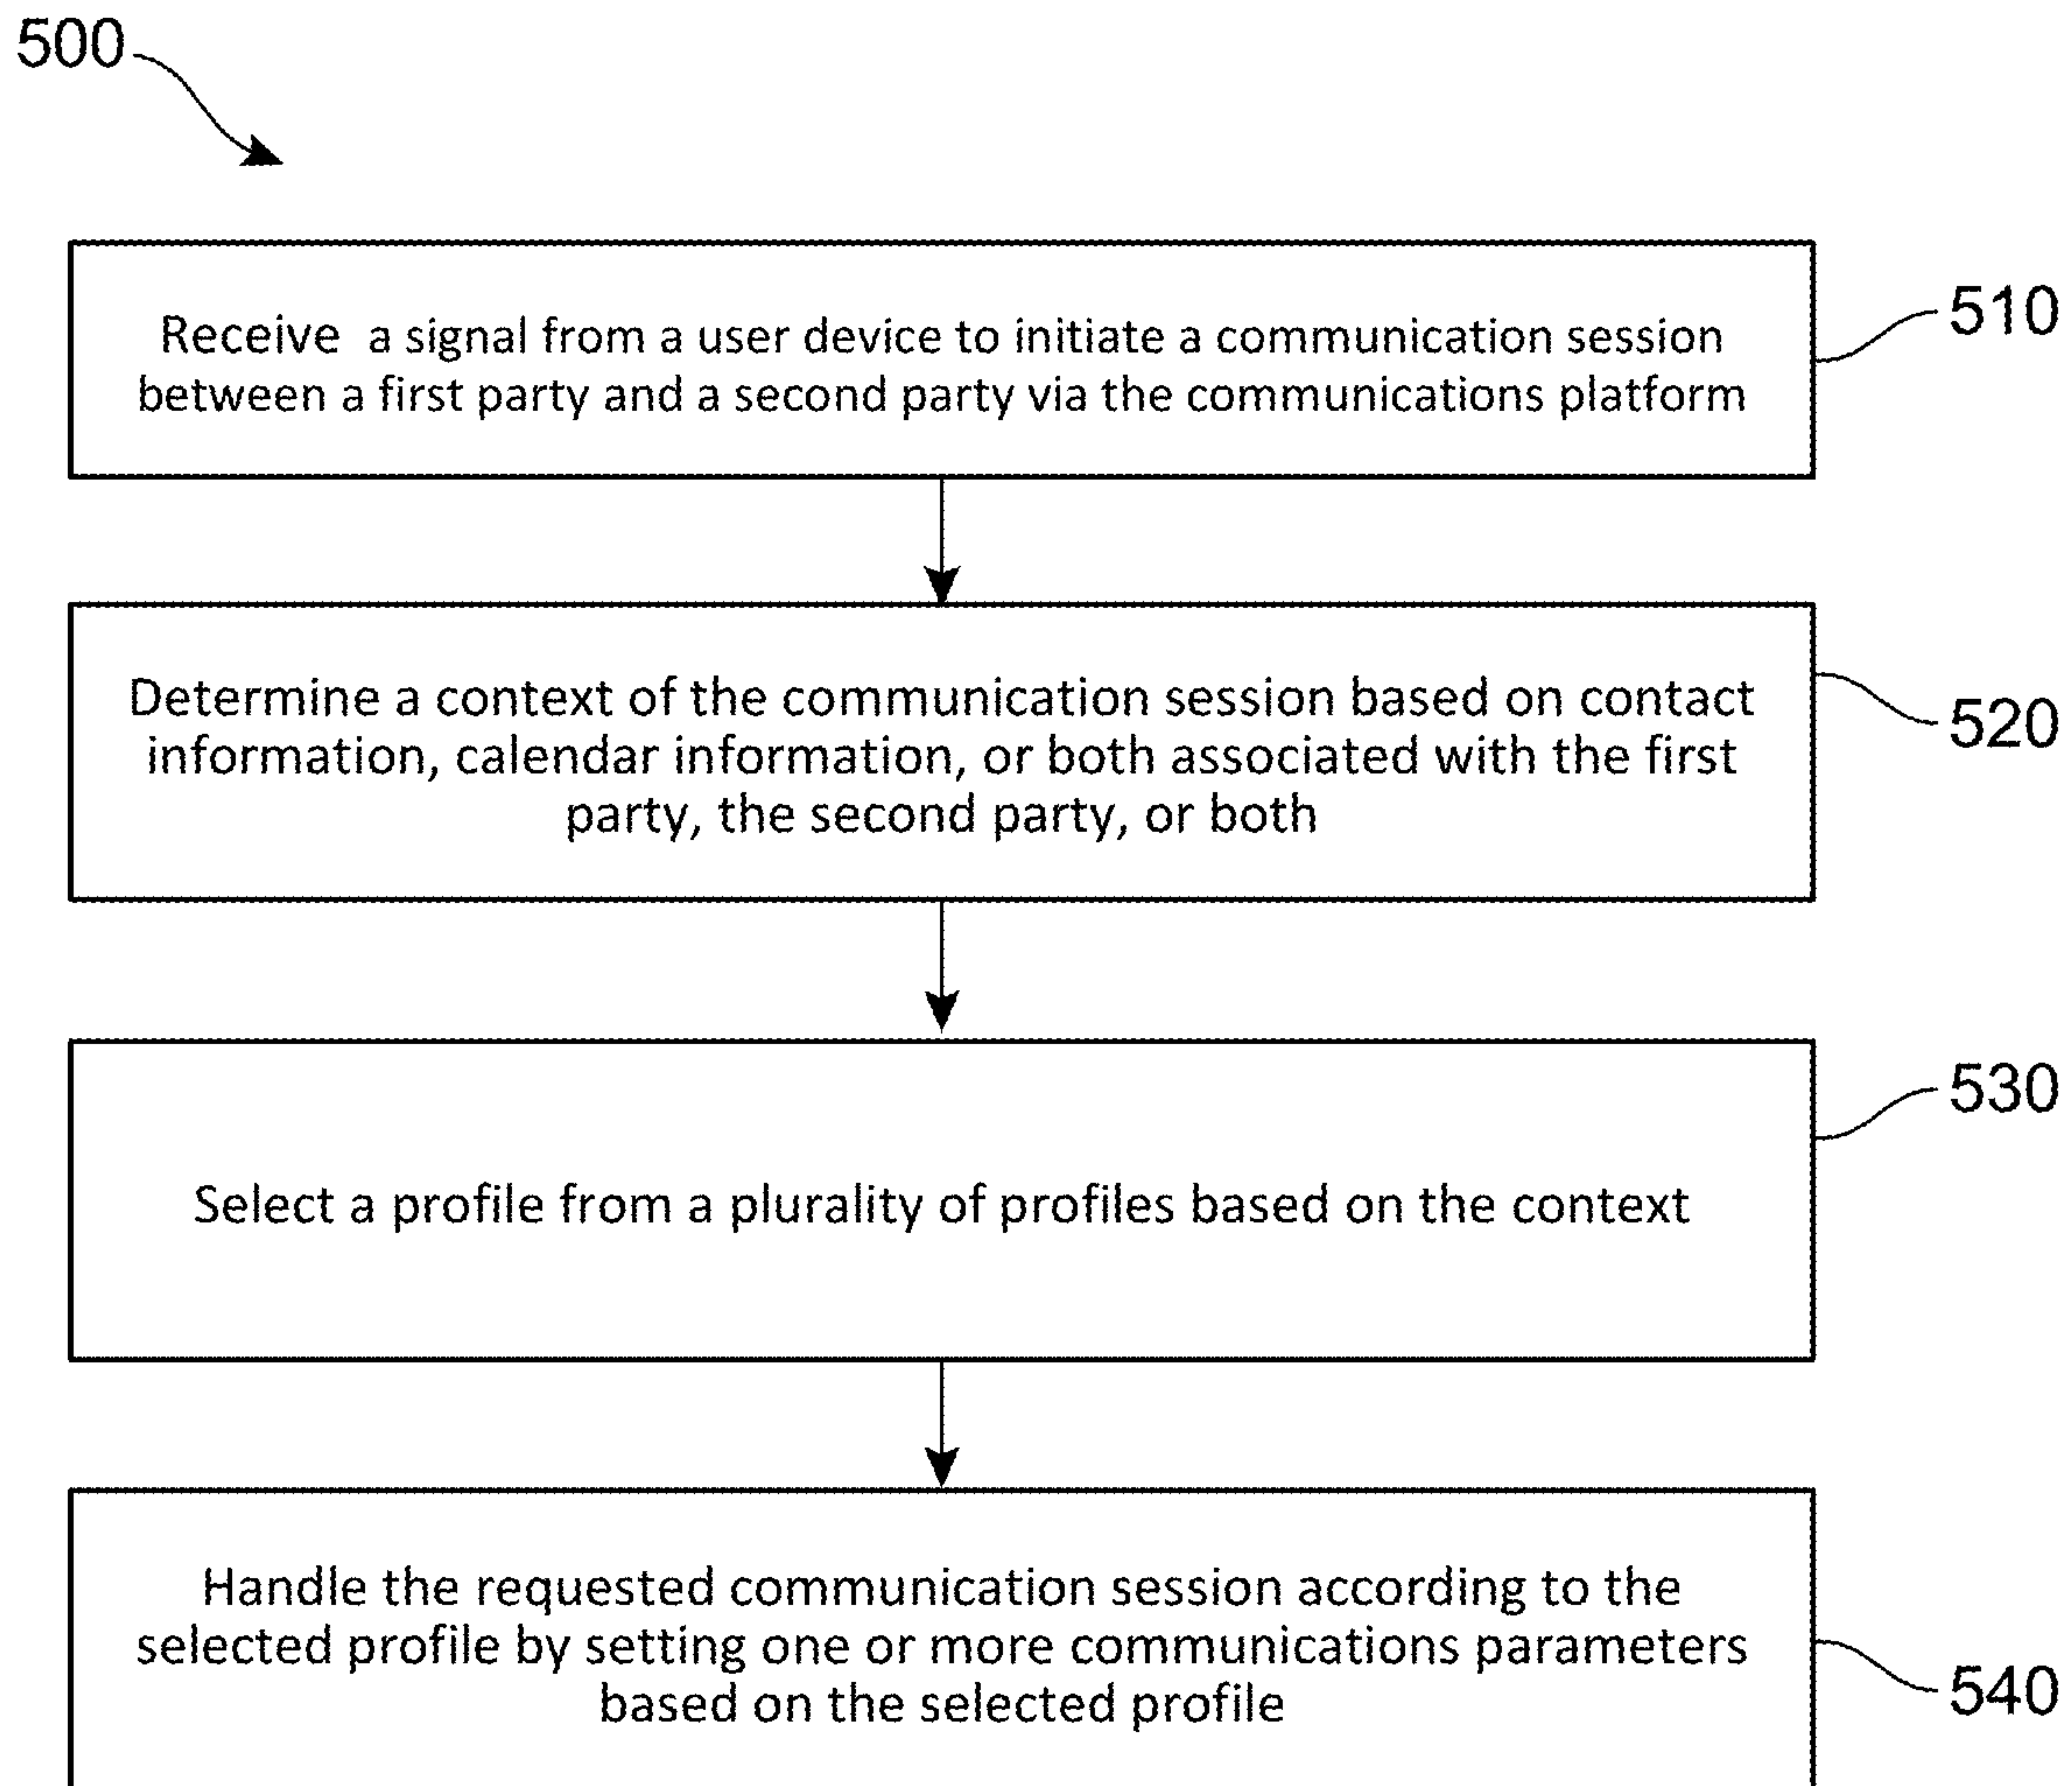 500
Receive a signal from a user device to initiate a communication session
between a first party and a second party via the communications platform
510
Determine a context of the communication session based on contact
information, calendar information, or both associated with the first
party, the second party, or both
520
Select a profile from a plurality of profiles based on the context
530
Handle the requested communication session according to the
selected profile by setting one or more communications parameters
based on the selected profile
540